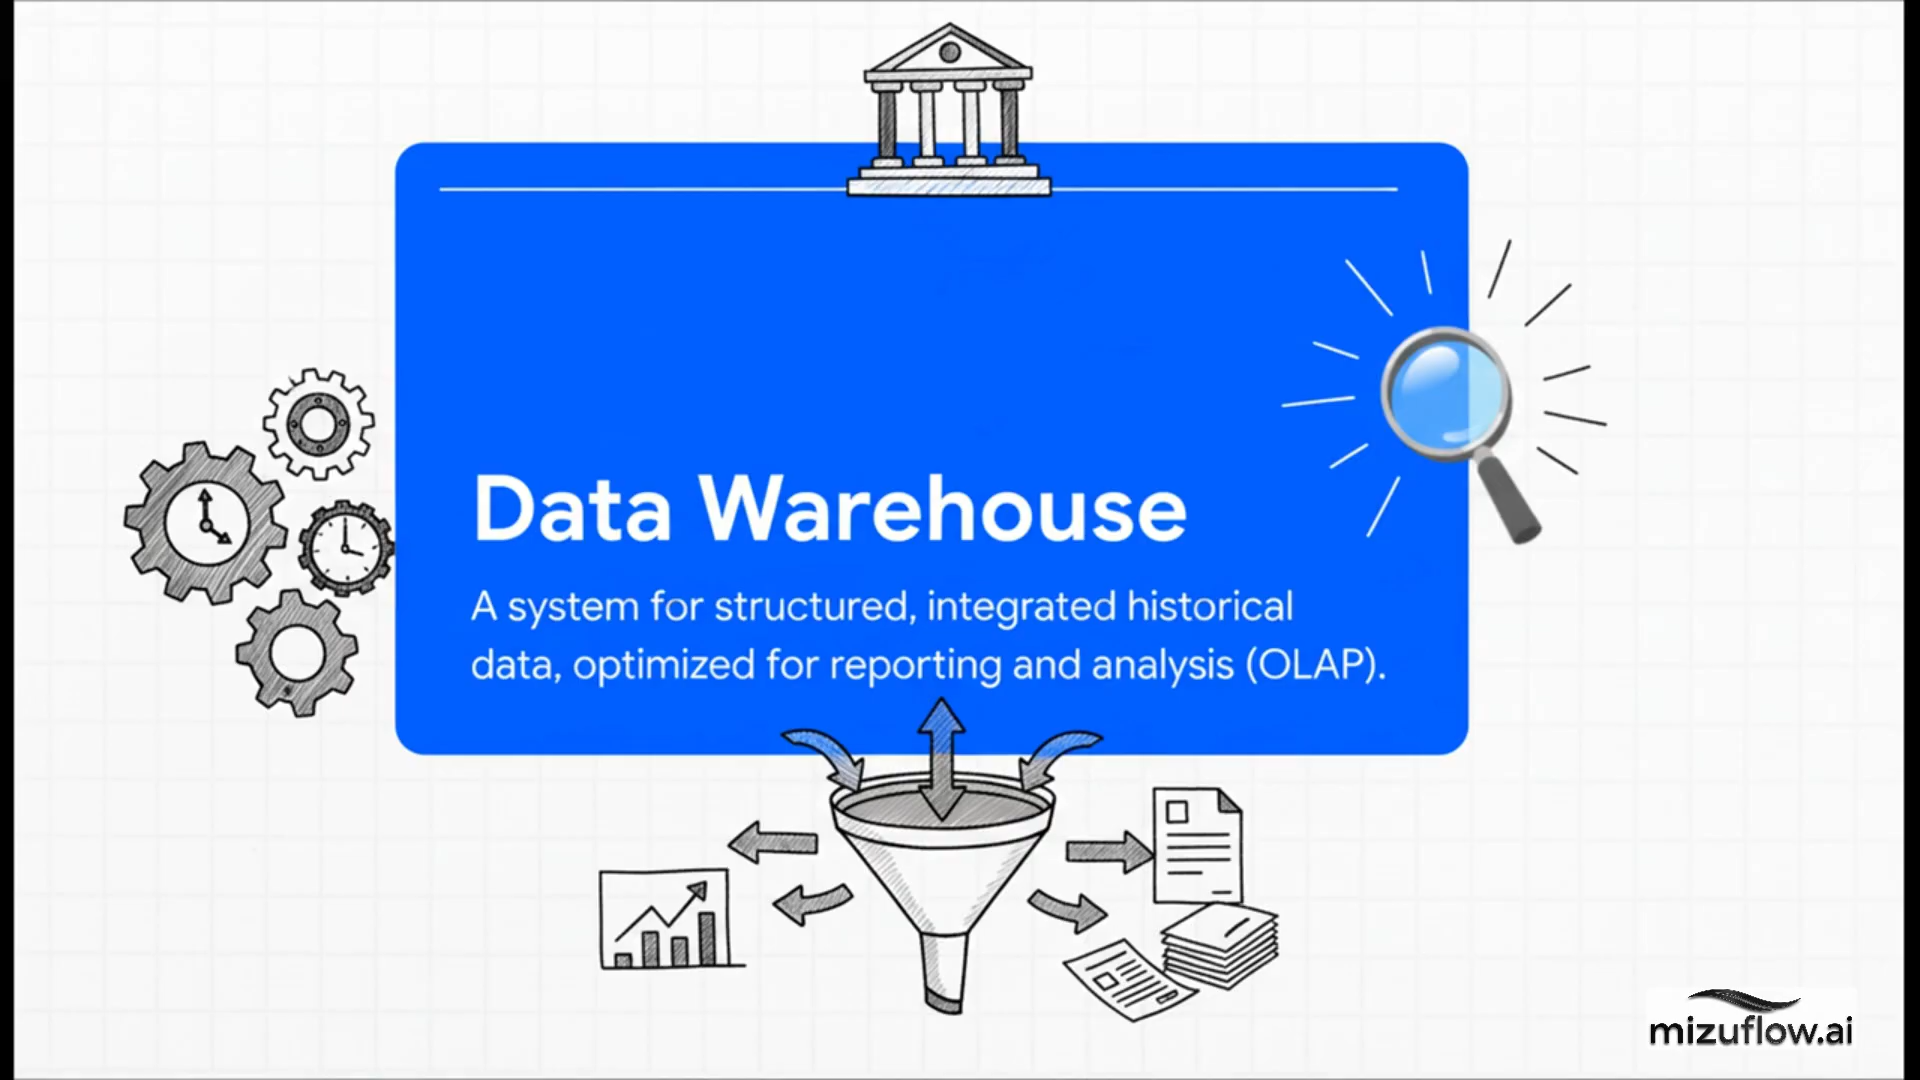 Data Warehouse
A system for structured, integrated historical
data, optimized for reporting and analysis (OLAP).
mizuflow.ai